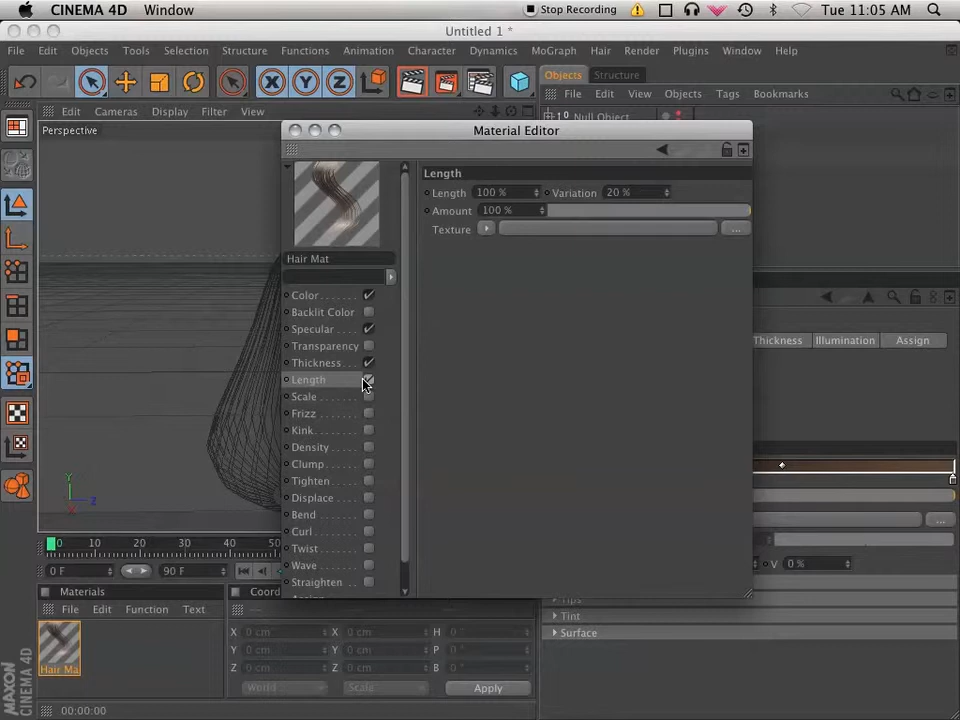 CINEMA 4D Window Stop Recording Tue 11:05 AM
Untitled 1 *
File Edit Objects Tools Selection Structure Functions Animation Character Dynamics MoGraph Hair Render Plugins Window Help
X Y Z
Objects Structure
File Edit View Objects Tags Bookmarks
Edit Cameras Display Filter View
Null Object
Perspective
Material Editor
Length
Length 100 % Variation 20 %
Amount 100 %
Texture ...
Hair Mat
Color
Backlit Color
Specular
Transparency
Thickness
Length
Scale
Frizz
Kink
Density
Clump
Tighten
Displace
Bend
Curl
Twist
Wave
Straighten
Thickness Illumination Assign
...
V 0 %
Tips
Tint
Surface
Y
Z
X
0 10 20 30 40 50
0 F 90 F
Materials
File Edit Function Text
Hair Ma
Coord
X 0 cm X 0 cm H 0 °
Y 0 cm Y 0 cm P 0 °
Z 0 cm Z 0 cm B 0 °
World Scale Apply
MAXON
CINEMA 4D
00:00:00